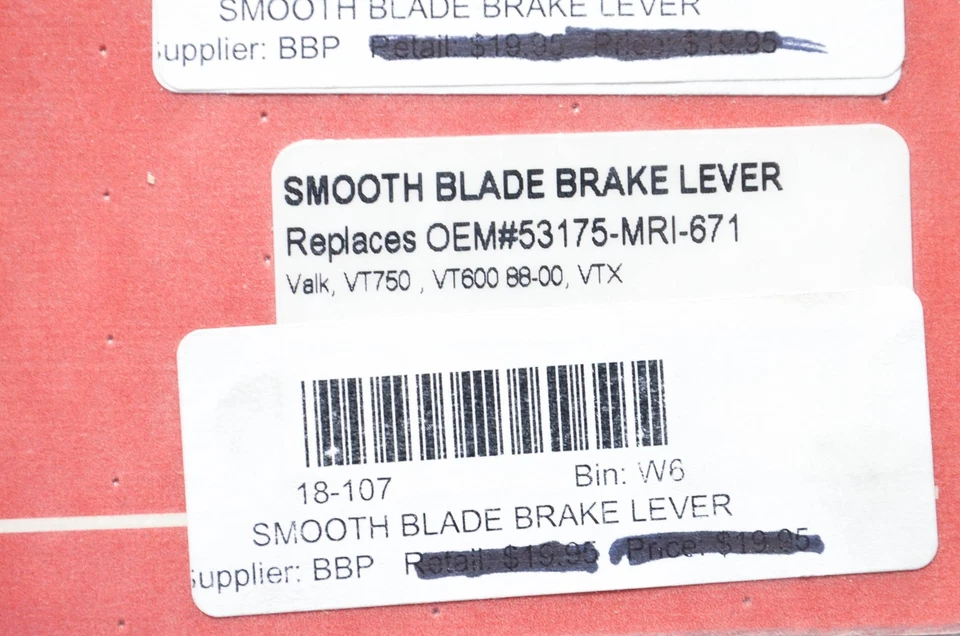 SMOOTH BLADE BRAKE LEVER
Supplier: BBP Retail: $19.95 Price: $19.95
SMOOTH BLADE BRAKE LEVER
Replaces OEM#53175-MRI-671
Valk, VT750 , VT600 88-00, VTX
18-107 Bin: W6
SMOOTH BLADE BRAKE LEVER
Supplier: BBP Retail: $19.95 Price: $19.95